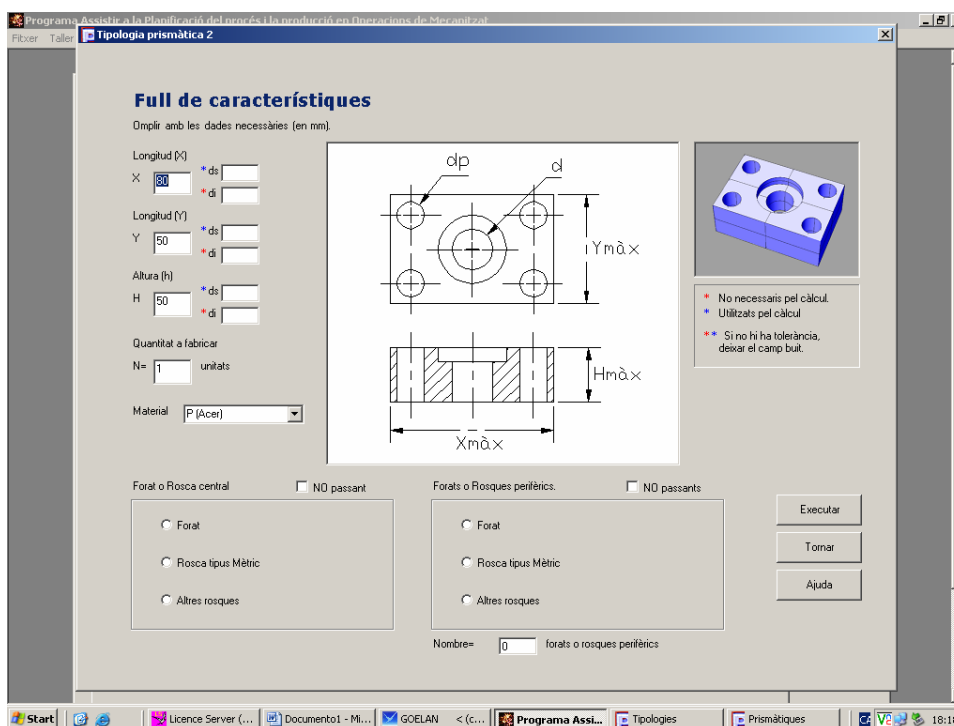 Programa Assistir a la Planificació del procés i la producció en Operacions de Mecanitzat
Fitxer Taller
Tipologia prismàtica 2
Full de característiques
Omplir amb les dades necessàries (en mm).
Longitud (X)
X 80 * ds
* di
Longitud (Y)
Y 50 * ds
* di
Altura (h)
H 50 * ds
* di
Quantitat a fabricar
N= 1 unitats
Material P (Acer)
dp d
Ymàx
Hmàx
Xmàx
* No necessaris pel càlcul.
* Utilitzats pel càlcul
** Si no hi ha tolerància,
deixar el camp buit.
Forat o Rosca central NO passant
Forat
Rosca tipus Mètric
Altres rosques
Forats o Rosques perifèrics. NO passants
Forat
Rosca tipus Mètric
Altres rosques
Nombre= 0 forats o rosques perifèrics
Executar
Tornar
Ajuda
Start Licence Server (... Documento1 - Mi... GOELAN <(c... Programa Assi... Tipologies Prismàtiques 18:18